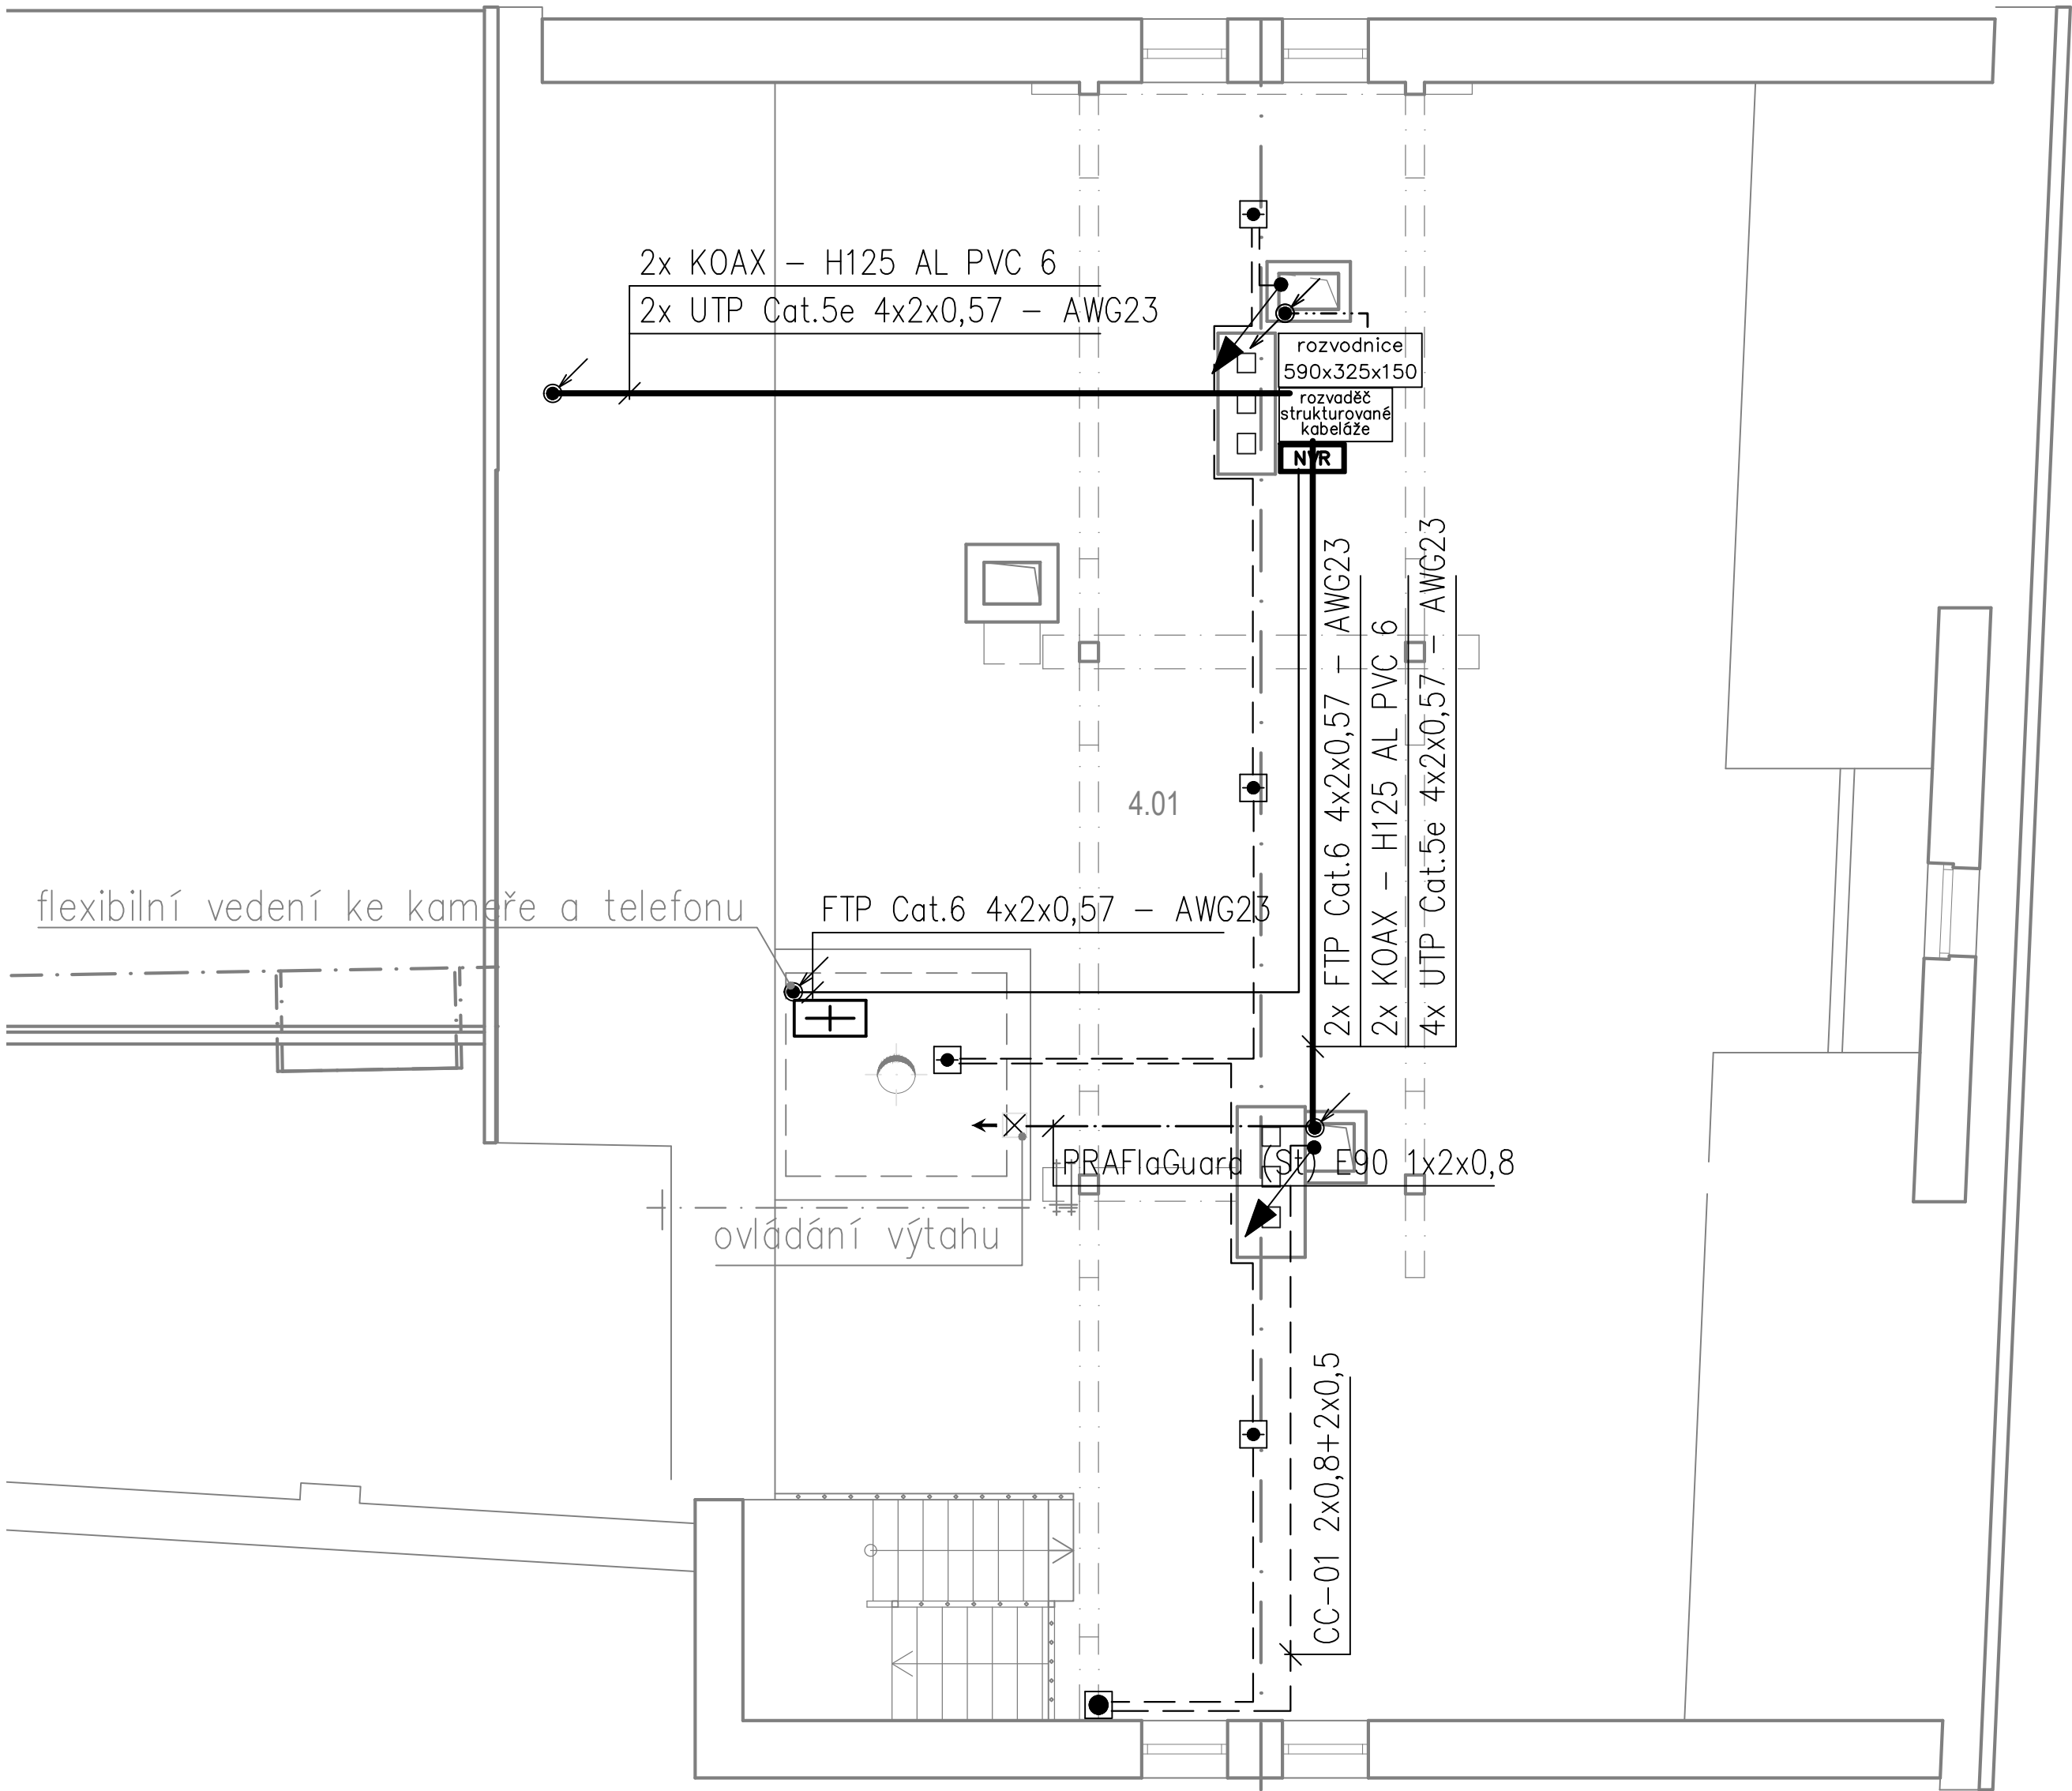 2x KOAX – H125 AL PVC 6
2x UTP Cat.5e 4x2x0,57 – AWG23
rozvodnice
590x325x150
rozvaděč
strukturované
kabeláže
NVR
2x FTP Cat.6 4x2x0,57 – AWG23
2x KOAX – H125 AL PVC 6
4x UTP Cat.5e 4x2x0,57 – AWG23
4.01
flexibilní vedení ke kameře a telefonu
FTP Cat.6 4x2x0,57 – AWG23
PRAFlaGuard (St) E90 1x2x0,8
ovládání výtahu
CC–01 2x0,8+2x0,5